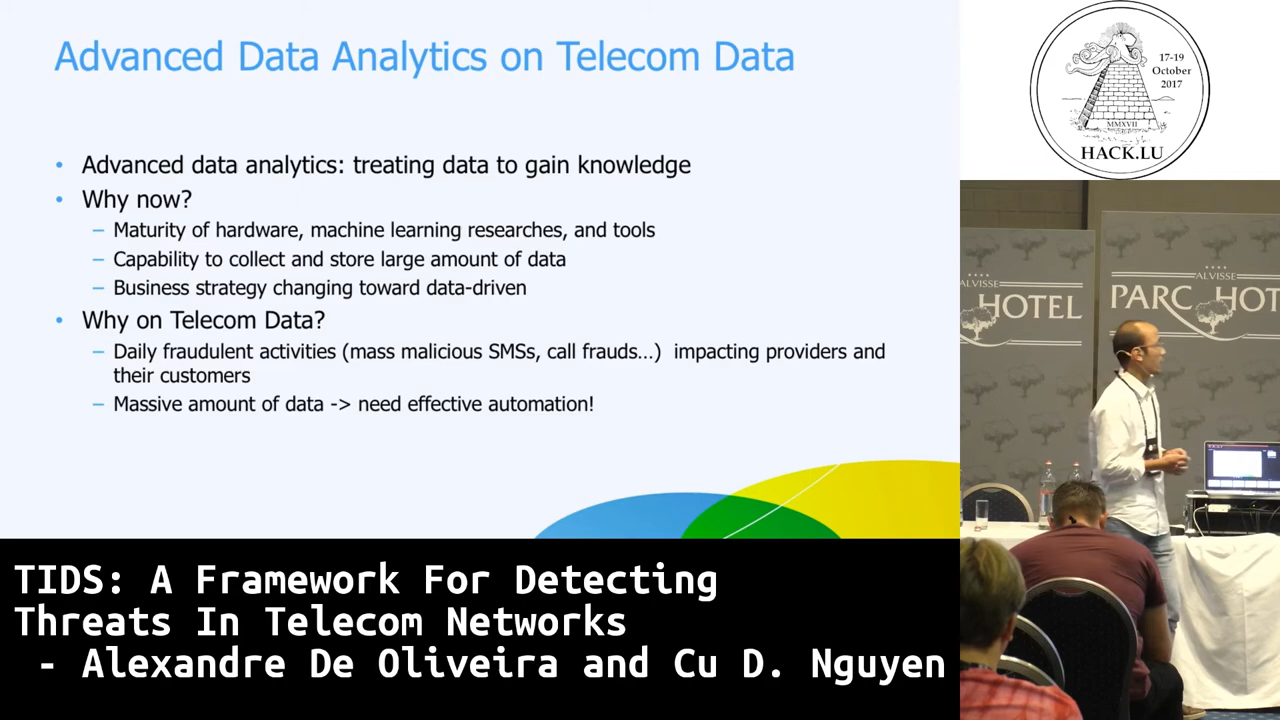 Advanced Data Analytics on Telecom Data
• Advanced data analytics: treating data to gain knowledge
• Why now?
– Maturity of hardware, machine learning researches, and tools
– Capability to collect and store large amount of data
– Business strategy changing toward data-driven
• Why on Telecom Data?
– Daily fraudulent activities (mass malicious SMSs, call frauds…) impacting providers and
their customers
– Massive amount of data -> need effective automation!
TIDS: A Framework For Detecting
Threats In Telecom Networks
- Alexandre De Oliveira and Cu D. Nguyen
17-19
October
2017
MMXVII
HACK.LU
ALVISSE
HOTEL
ALVISSE
PARC HOT